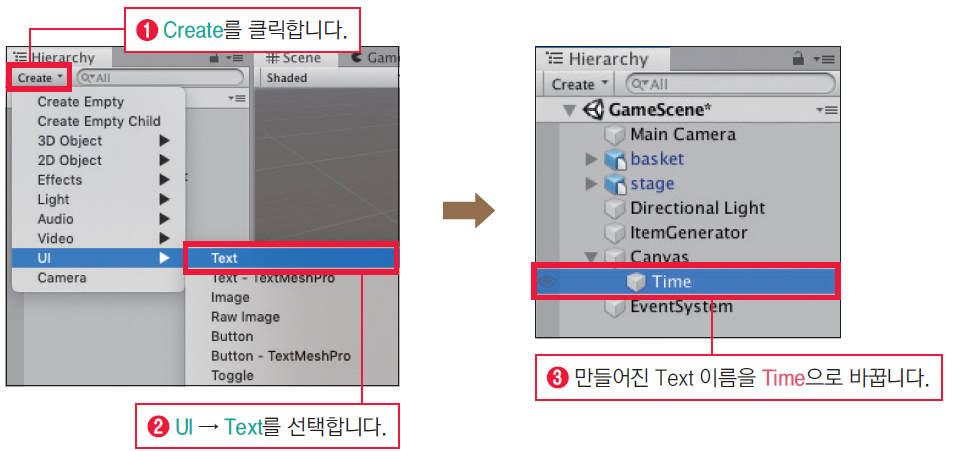 ❶ Create를 클릭합니다.
Hierarchy
Scene
Gam
Create
All
Shaded
Create Empty
Create Empty Child
3D Object
2D Object
Effects
Light
Audio
Video
UI
Camera
Text
Text - TextMeshPro
Image
Raw Image
Button
Button - TextMeshPro
Toggle
❷ UI → Text를 선택합니다.
Hierarchy
Create
All
GameScene*
Main Camera
basket
stage
Directional Light
ItemGenerator
Canvas
Time
EventSystem
❸ 만들어진 Text 이름을 Time으로 바꿉니다.